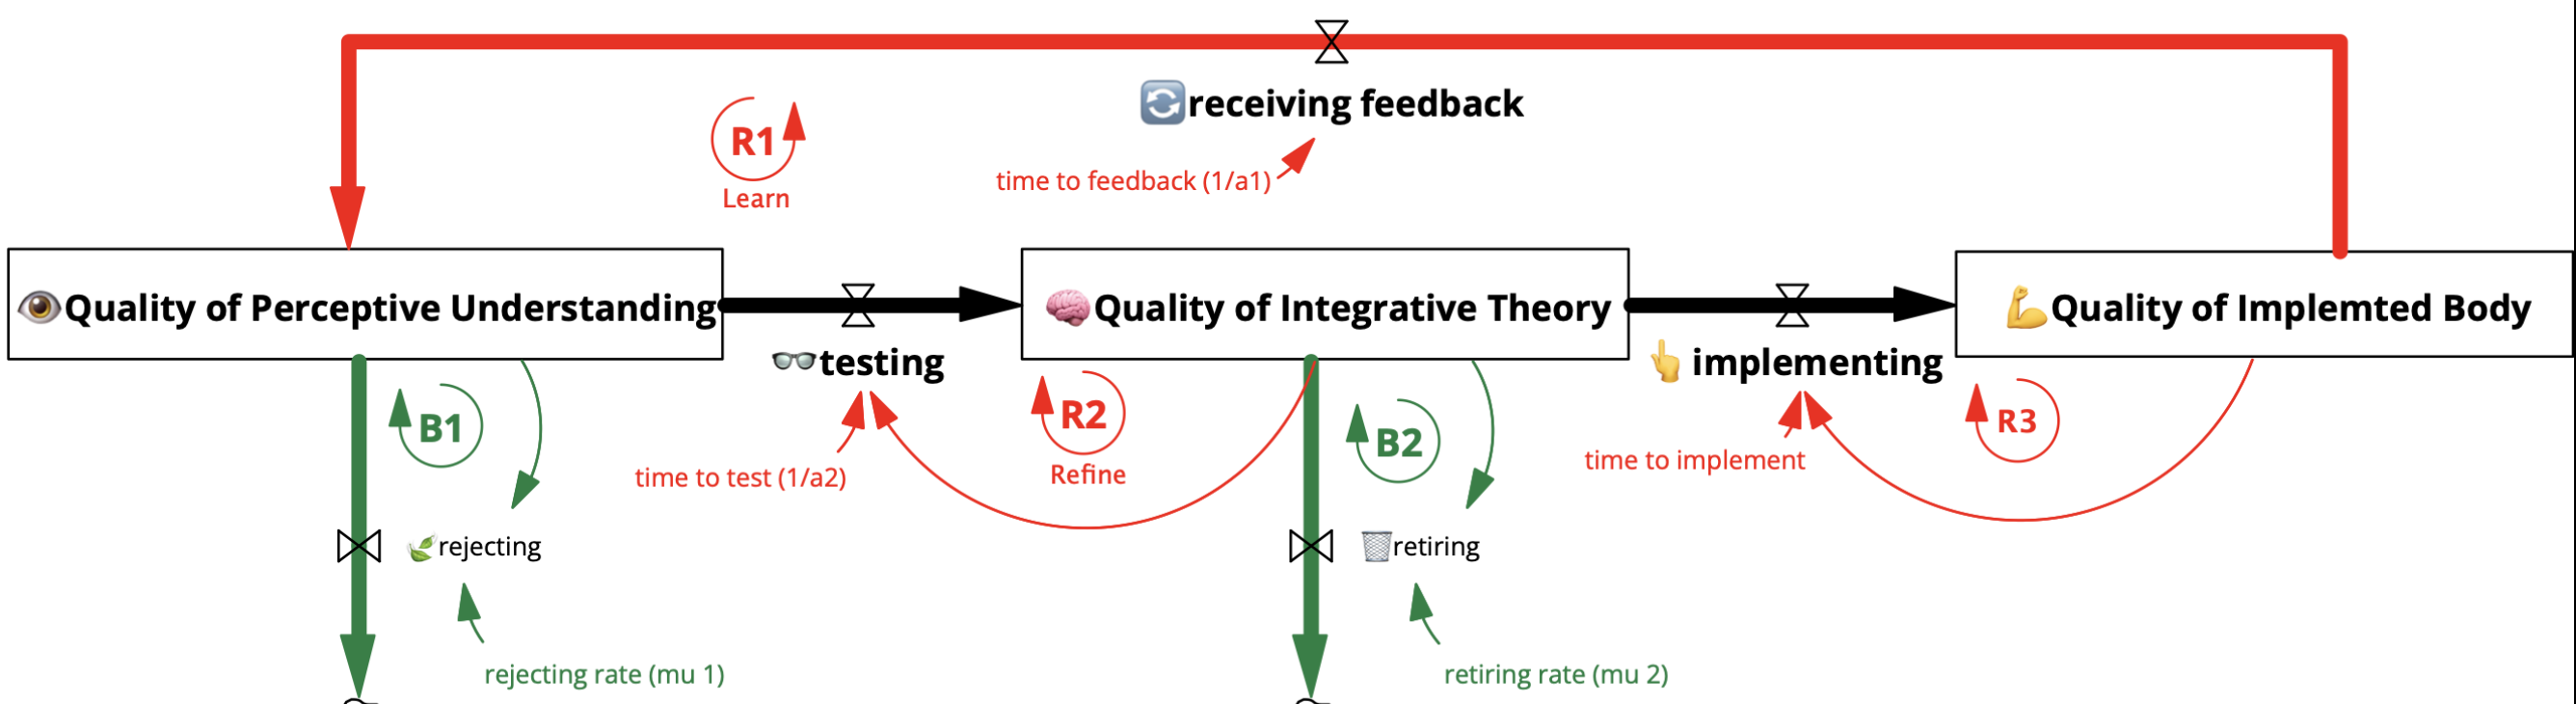 receiving feedback
R1
Learn
time to feedback (1/a1)
Quality of Perceptive Understanding
Quality of Integrative Theory
Quality of Implemted Body
testing
implementing
B1
R2
Refine
B2
R3
time to test (1/a2)
time to implement
rejecting
retiring
rejecting rate (mu 1)
retiring rate (mu 2)